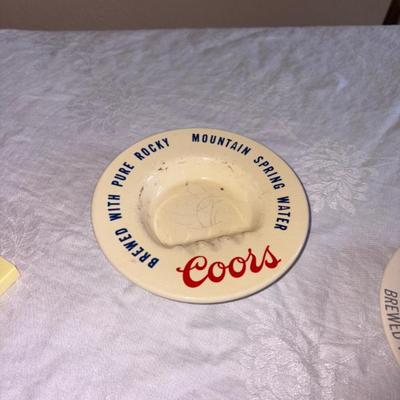 BREWED WITH PURE ROCKY MOUNTAIN SPRING WATER
Coors
BREWED